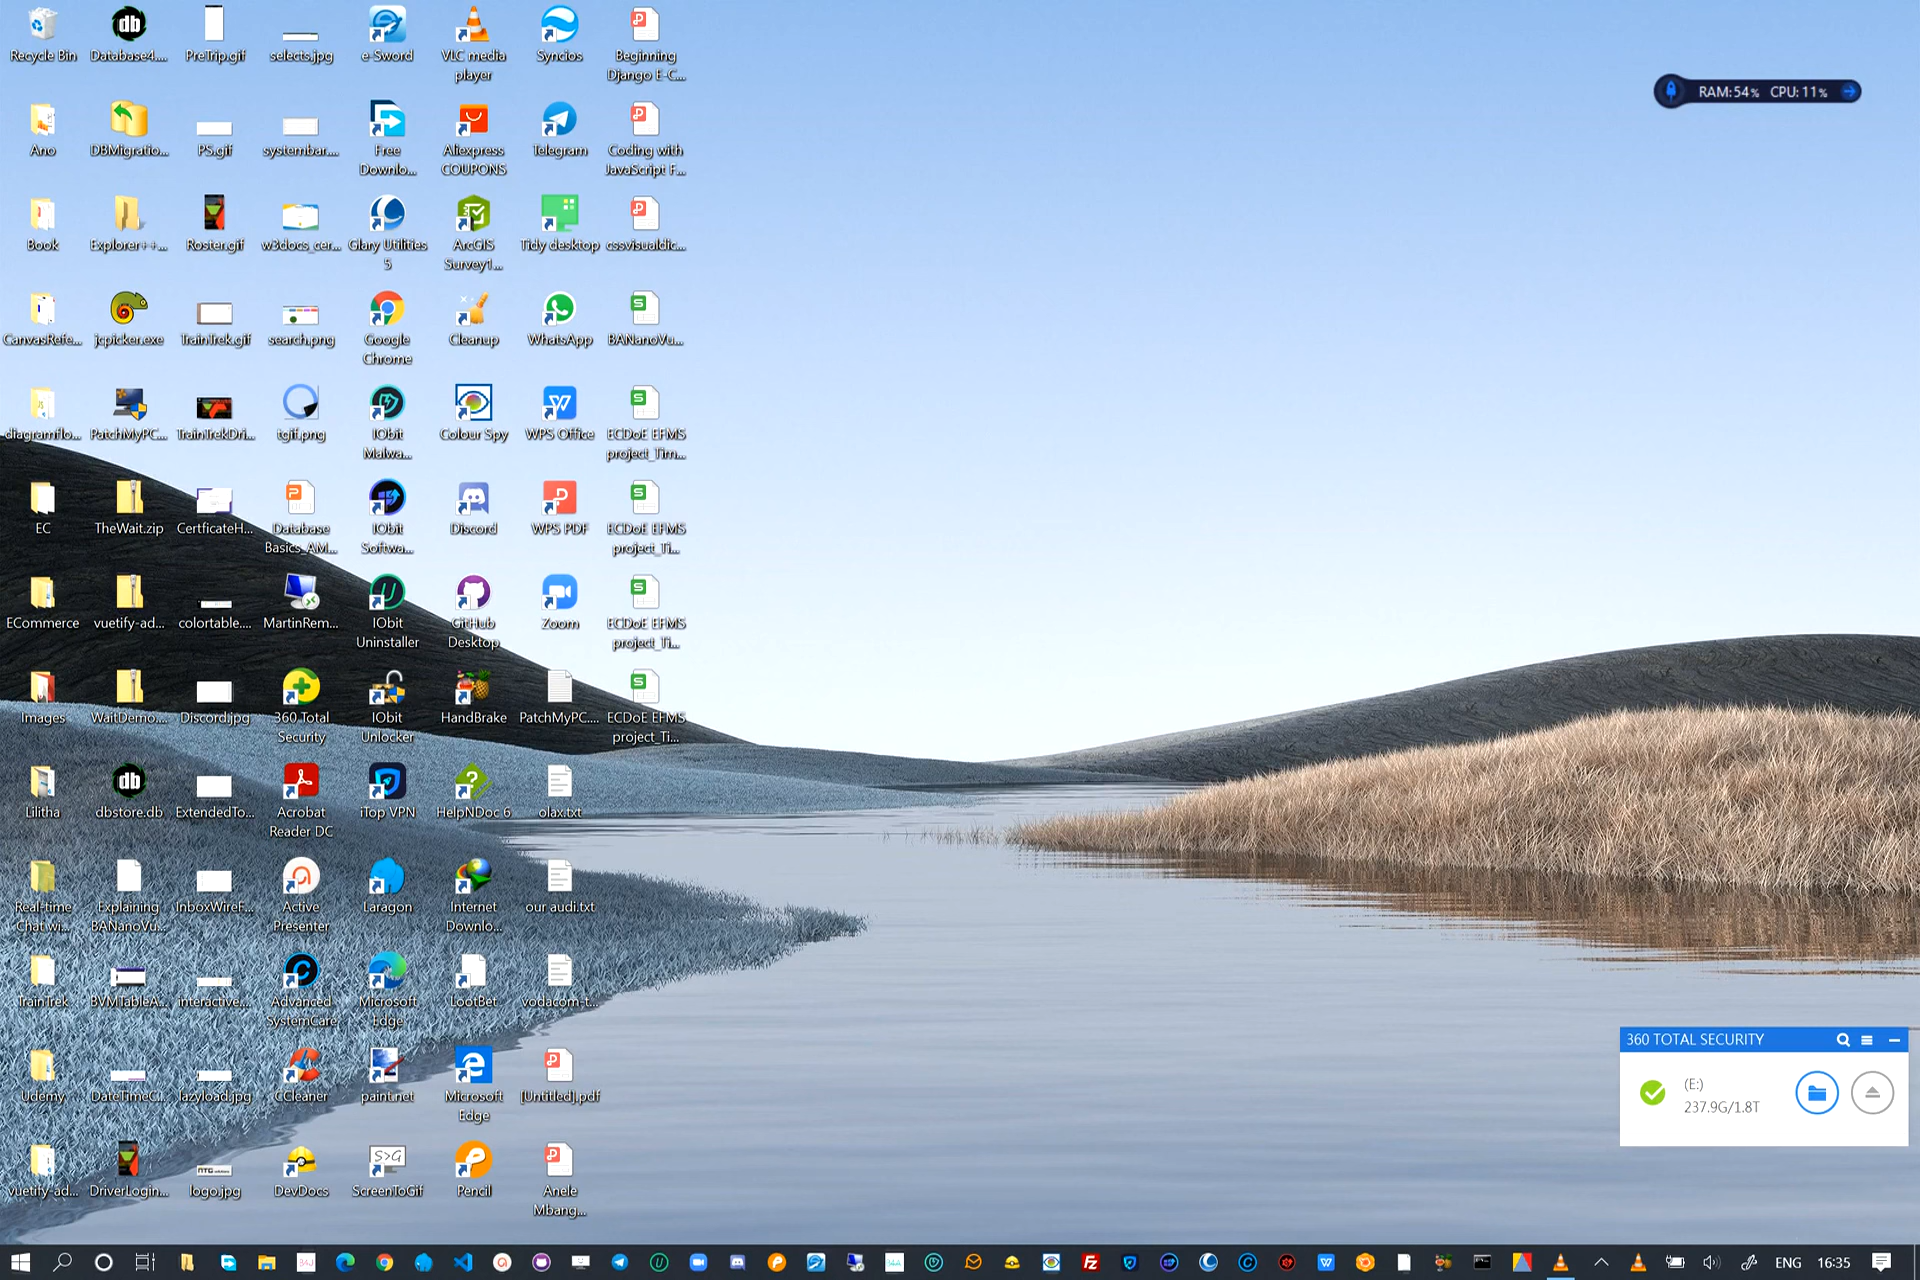 Recycle Bin
Database4....
PreTrip.gif
selects.jpg
e-Sword
VLC media
player
Syncios
Beginning
Django E-C...
RAM:54% CPU: 11%
Ano
DBMigratio...
PS.gif
systembar....
Free
Downlo...
Aliexpress
COUPONS
Telegram
Coding with
JavaScript F...
Book
Explorer++...
Roster.gif
w3docs_cer...
Glary Utilities
5
ArcGIS
Survey1...
Tidy desktop
cssvisualdic...
CanvasRefe...
jcpicker.exe
TrainTrek.gif
search.png
Google
Chrome
Cleanup
WhatsApp
BANanoVu...
diagramflo...
PatchMyPC...
TrainTrekDri...
tgif.png
IObit
Malwa...
Colour Spy
WPS Office
ECDoE EFMS
project_Tim...
EC
TheWait.zip
CertficateH...
Database
Basics_AM...
IObit
Softwa...
Discord
WPS PDF
ECDoE EFMS
project_Ti...
ECommerce
vuetify-ad...
colortable....
MartinRem...
IObit
Uninstaller
GitHub
Desktop
Zoom
ECDoE EFMS
project_Ti...
Images
WaitDemo....
Discord.jpg
360 Total
Security
IObit
Unlocker
HandBrake
PatchMyPC....
ECDoE EFMS
project_Ti...
Lilitha
dbstore.db
ExtendedTo...
Acrobat
Reader DC
iTop VPN
HelpNDoc 6
olax.txt
Real-time
Chat wi...
Explaining
BANanoVu...
InboxWireF...
Active
Presenter
Laragon
Internet
Downlo...
our audi.txt
TrainTrek
BVMTableA...
interactive...
Advanced
SystemCare
Microsoft
Edge
LootBet
vodacom-t...
360 TOTAL SECURITY
(E:)
237.9G/1.8T
Udemy
DateTimeC...
lazyload.jpg
CCleaner
paint.net
Microsoft
Edge
[Untitled].pdf
vuetify-ad...
DriverLogin...
logo.jpg
DevDocs
ScreenToGif
Pencil
Anele
Mbang...
ENG
16:35